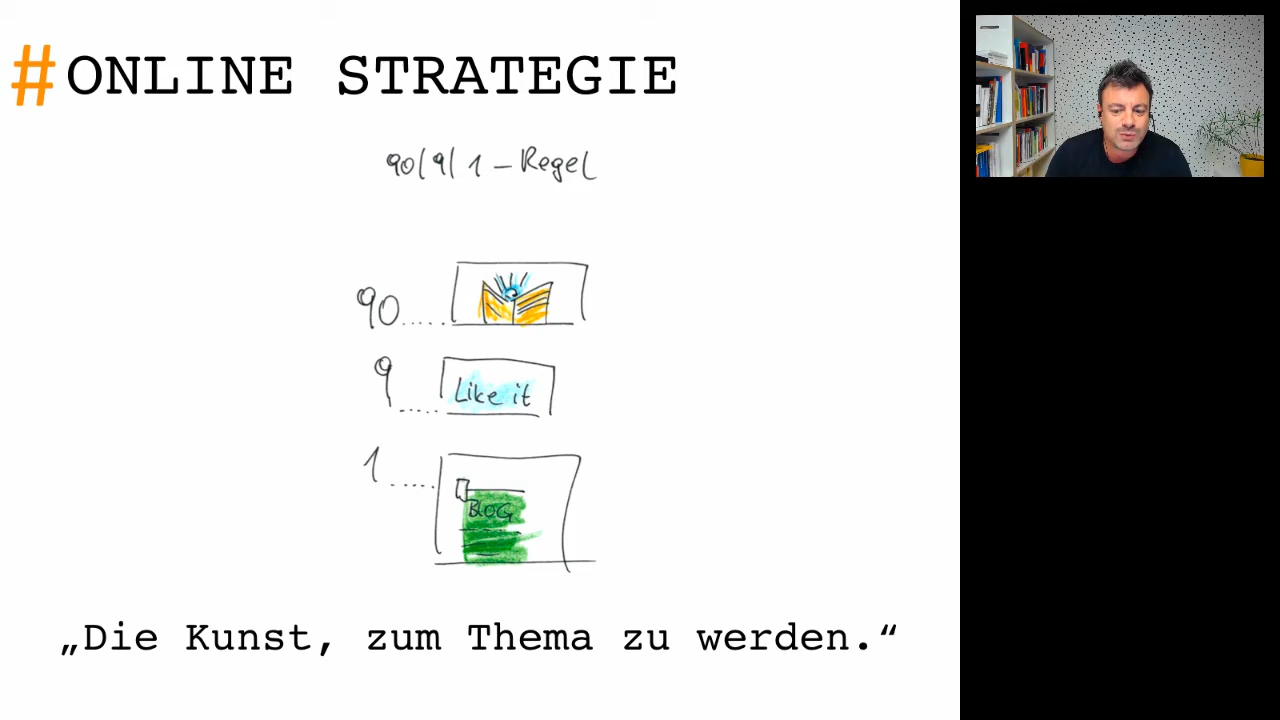 #ONLINE STRATEGIE
90/9/1 – Regel
90.....
9..... Like it
1.....
BLOG
„Die Kunst, zum Thema zu werden.“